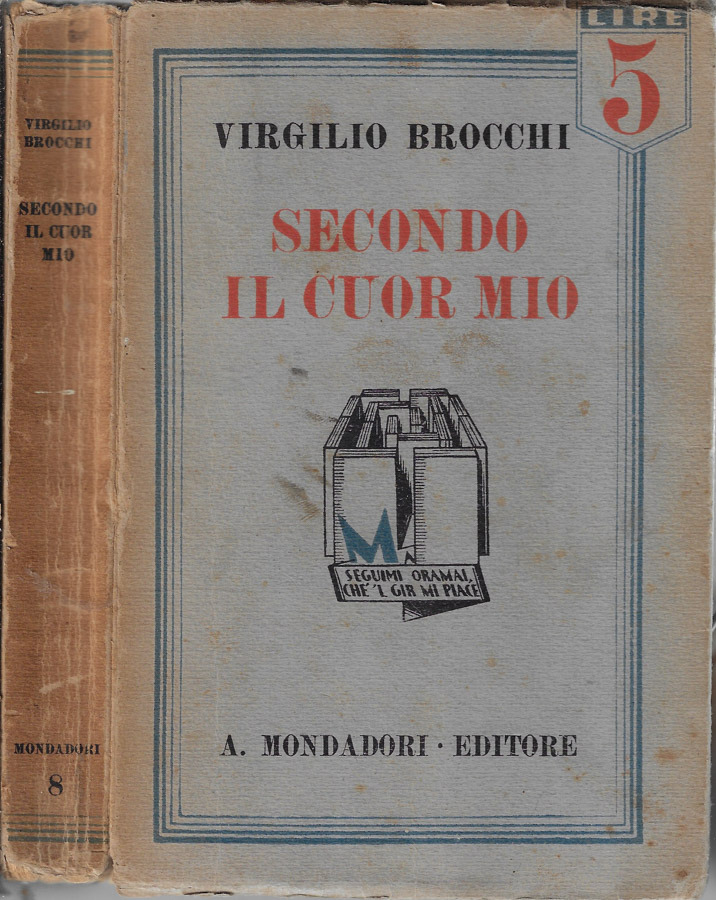 VIRGILIO
BROCCHI
SECONDO
IL CUOR
MIO
MONDADORI
8
LIRE
5
VIRGILIO BROCCHI
SECONDO
IL CUOR MIO
M
SEGUIMI ORAMAI,
CHÉ 'L GIR MI PIACE
A. MONDADORI · EDITORE